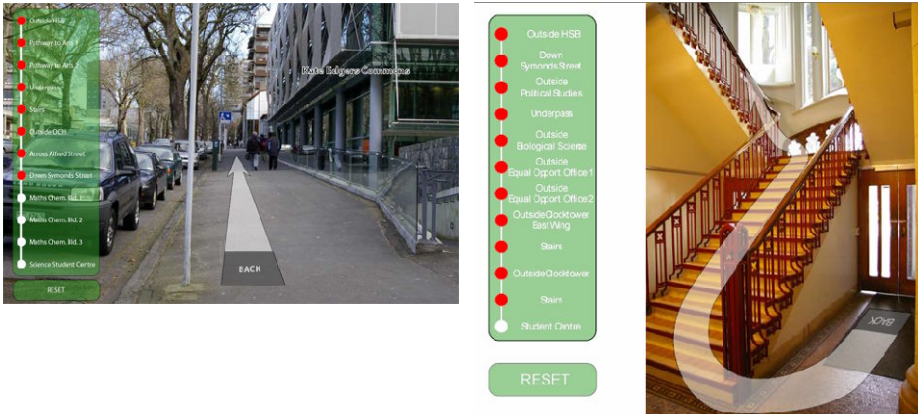 Outside HSB
Pathway to Arts 1
Pathway to Arts 2
Underpass
Stairs
Outside OCH
Across Alfred Street
Down Symonds Street
Maths Chem. Bld. 1
Maths Chem. Bld. 2
Maths Chem. Bld. 3
Science Student Centre
RESET
Kate Edgers Commons
BACK
Outside HSB
Down
Symonds Street
Outside
Political Studies
Underpass
Outside
Biological Science
Outside
Equal Opport. Office 1
Outside
Equal Opport. Office 2
Outside Clocktower
East Wing
Stairs
Outside Clocktower
Stairs
Student Centre
RESET
BACK